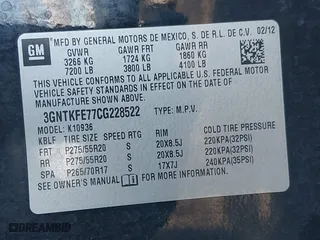 GM
MFD BY GENERAL MOTORS DE MEXICO, S. DE R.L. DE C.V. 02/12
GVWR GAWR FRT GAWR RR
3266 KG 1724 KG 1860 KG
7200 LB 3800 LB 4100 LB
THIS VEHICLE CONFORMS TO ALL APPLICABLE U.S. FEDERAL
MOTOR VEHICLE SAFETY STANDARDS IN EFFECT ON THE DATE
OF MANUFACTURE SHOWN ABOVE.
3GNTKFE77CG228522 TYPE: M.P.V.
MODEL: K10936
KBLF TIRE SIZE SPEED RTG RIM COLD TIRE PRESSURE
FRT P275/55R20 S 20X8.5J 220KPA(32PSI)
RR P275/55R20 S 20X8.5J 220KPA(32PSI)
SPA P265/70R17 S 17X7J 240KPA(35PSI)
SEE OWNER'S MANUAL FOR ADDITIONAL INFORMATION.
DREAMBID